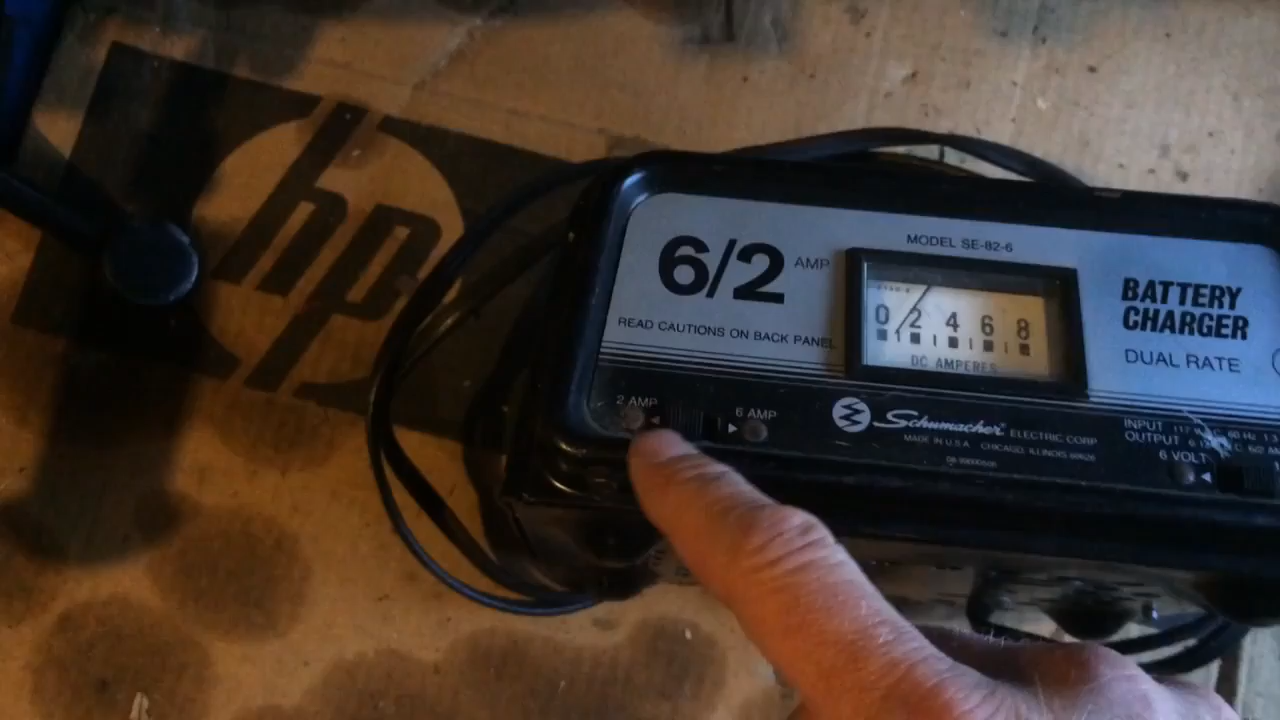 hp
MODEL SE-82-6
6/2 AMP
BATTERY
CHARGER
DUAL RATE
READ CAUTIONS ON BACK PANEL
0 2 4 6 8
DC AMPERES
2 AMP
6 AMP
Schumacher ELECTRIC CORP
MADE IN U.S.A. CHICAGO, ILLINOIS 60626
INPUT
OUTPUT
6 VOLT